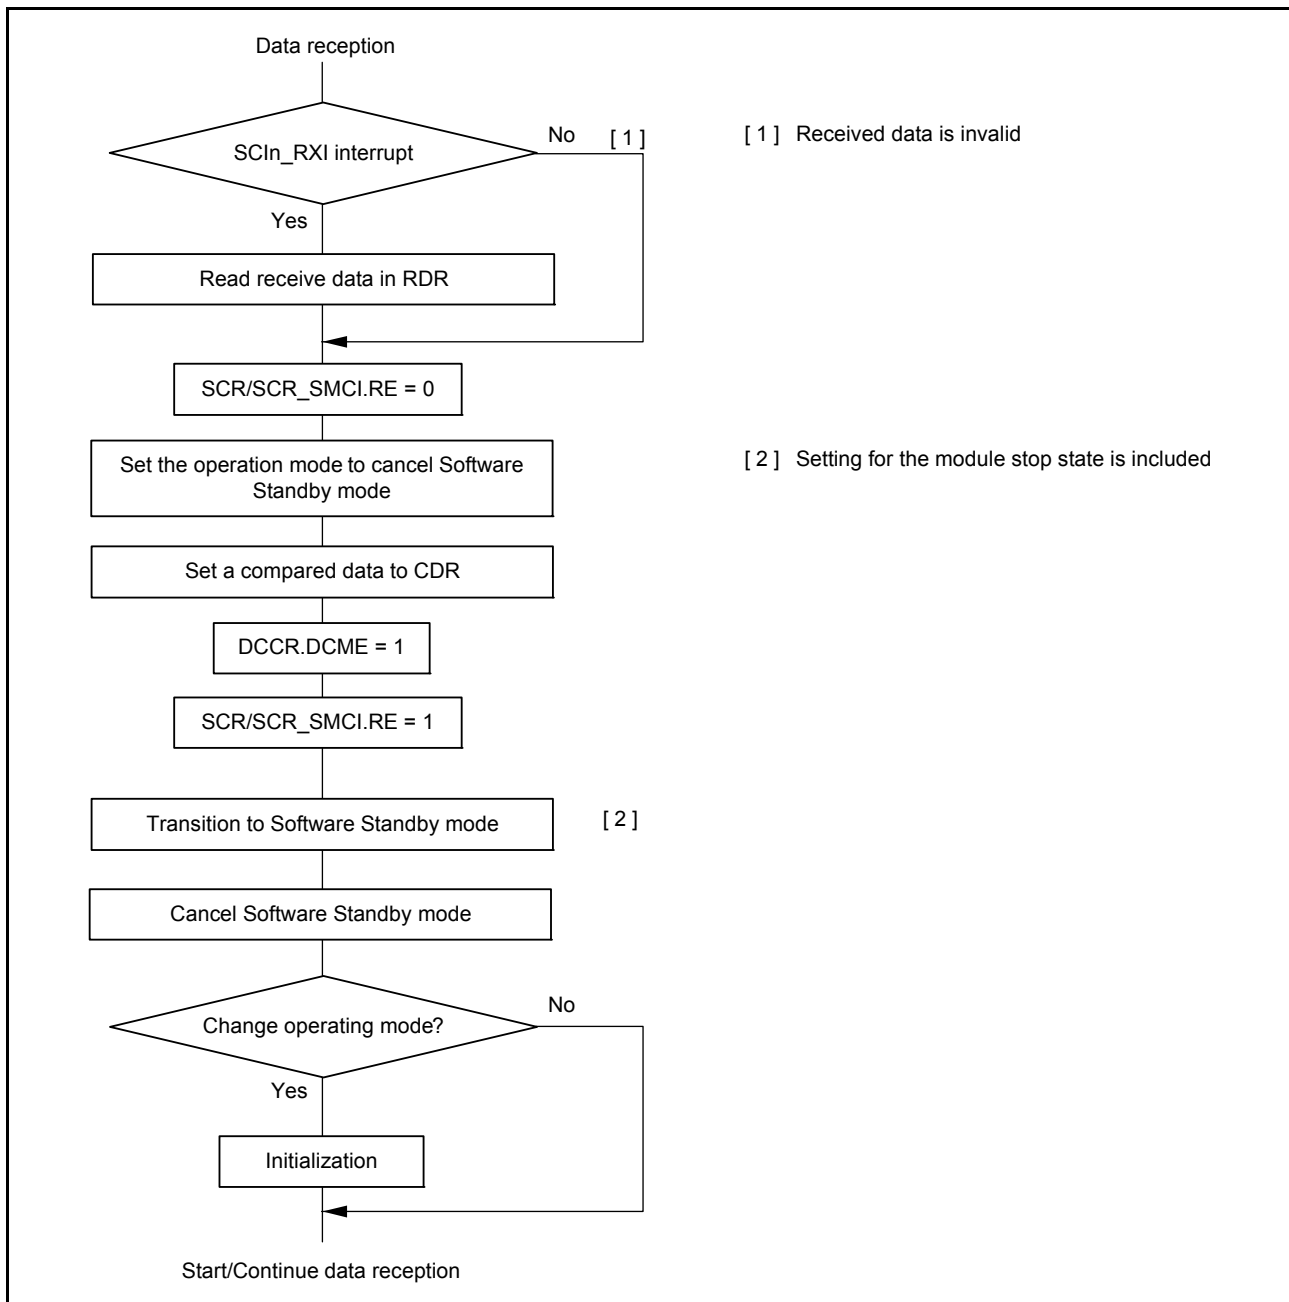 Data reception
No [ 1 ]
[ 1 ] Received data is invalid
SCIn_RXI interrupt
Yes
Read receive data in RDR
SCR/SCR_SMCI.RE = 0
Set the operation mode to cancel Software
Standby mode
[ 2 ] Setting for the module stop state is included
Set a compared data to CDR
DCCR.DCME = 1
SCR/SCR_SMCI.RE = 1
Transition to Software Standby mode
[ 2 ]
Cancel Software Standby mode
No
Change operating mode?
Yes
Initialization
Start/Continue data reception